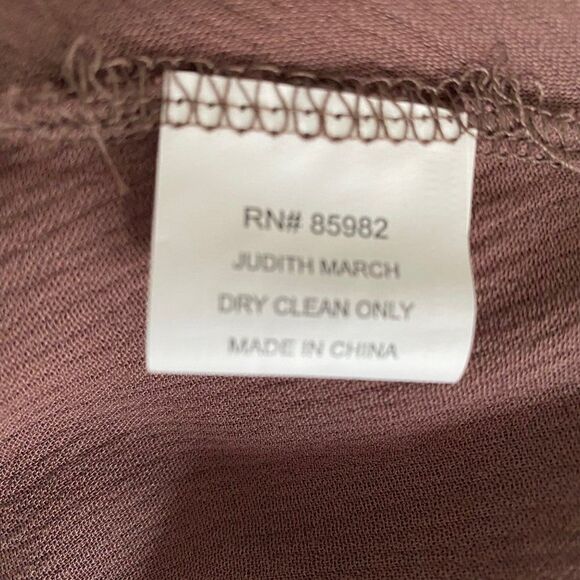 RN# 85982
JUDITH MARCH
DRY CLEAN ONLY
MADE IN CHINA